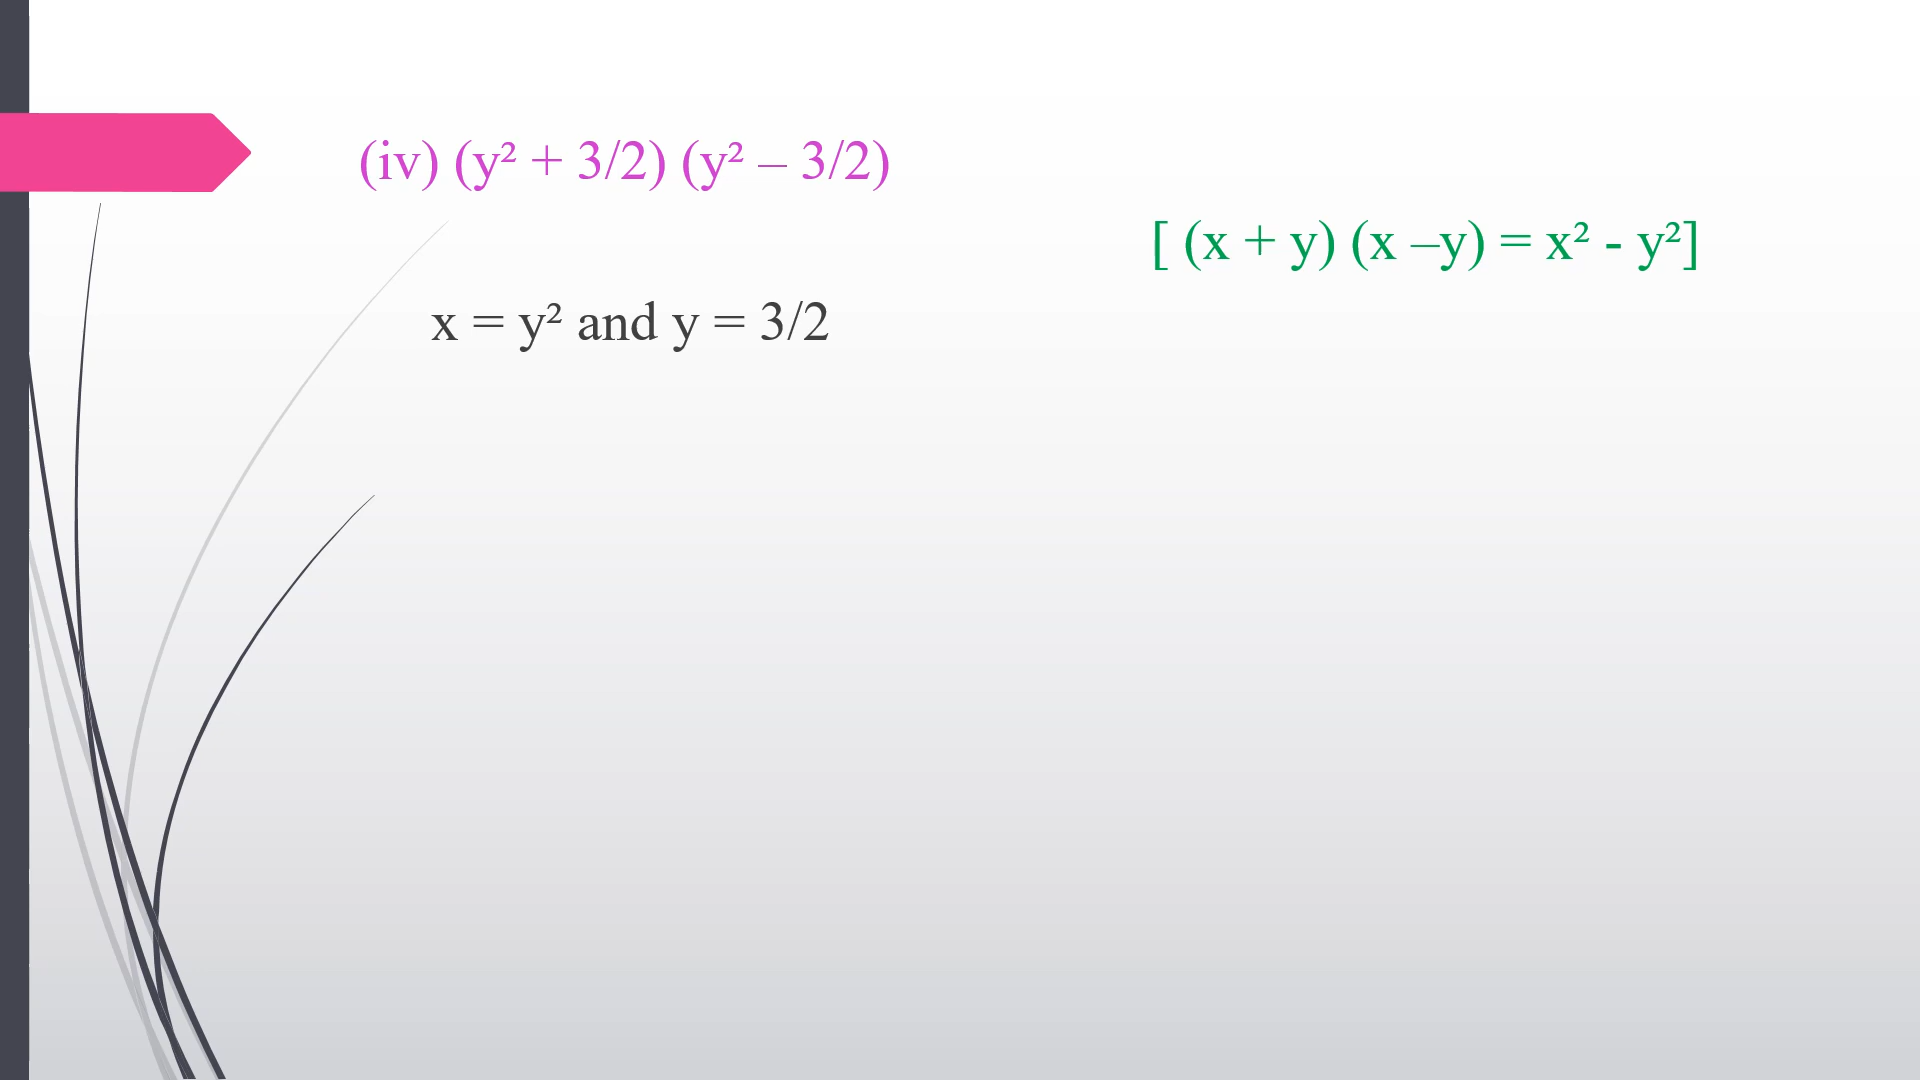 (iv) (y² + 3/2) (y² – 3/2)
[ (x + y) (x –y) = x² - y²]
x = y² and y = 3/2